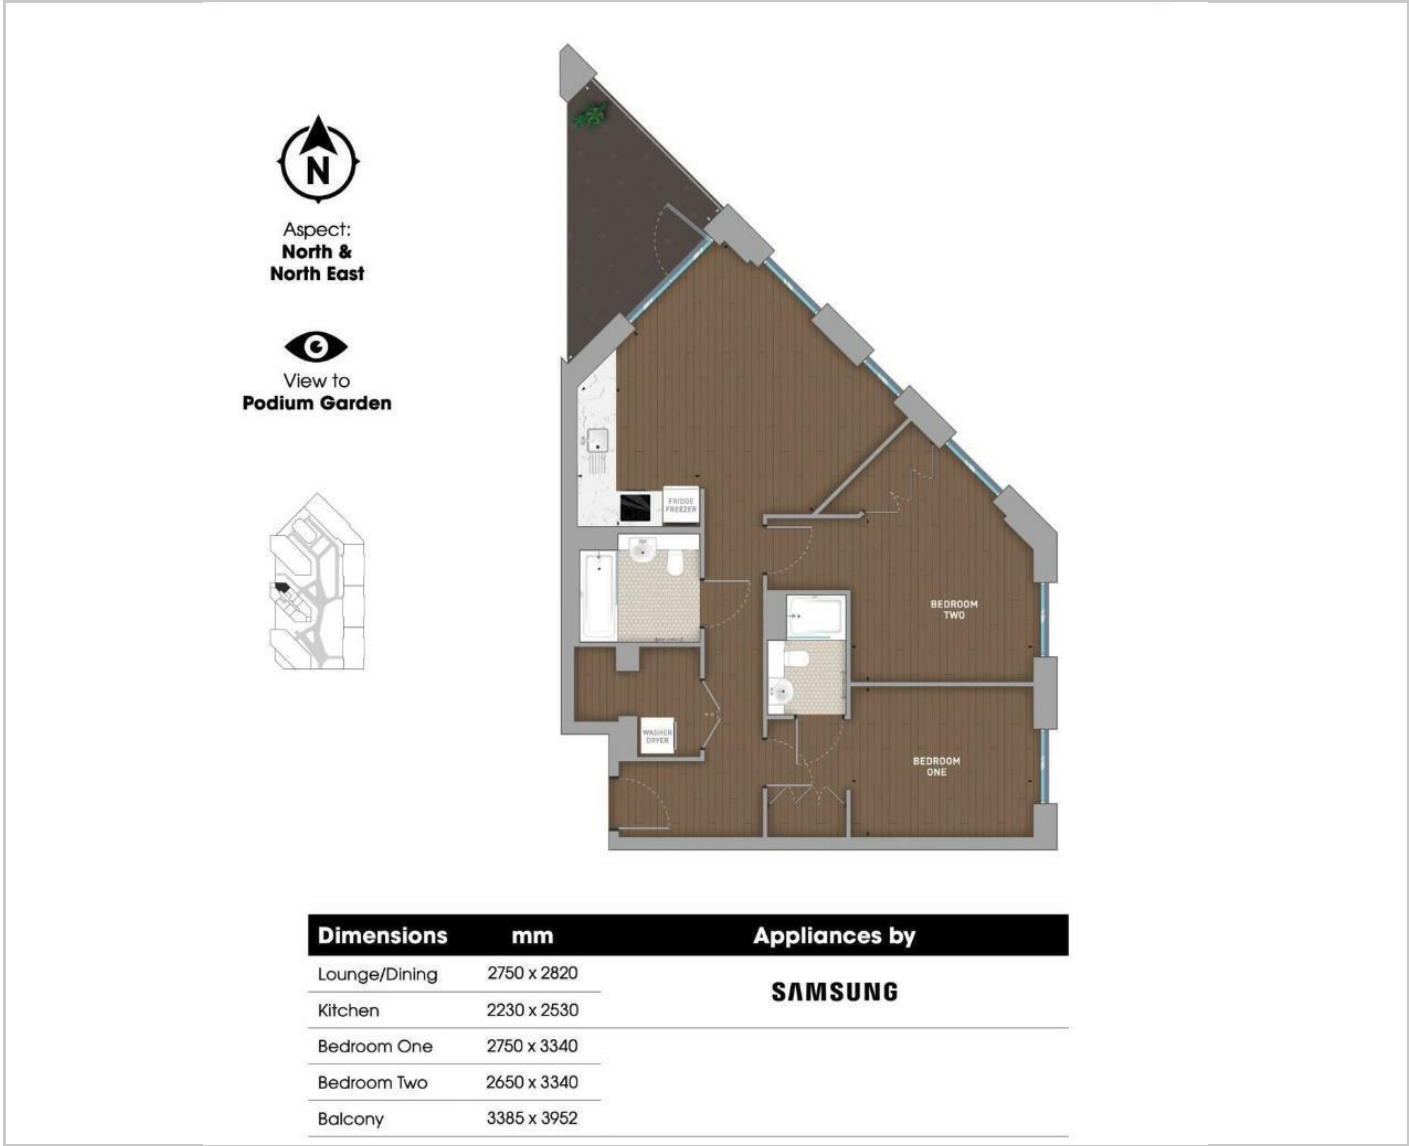 N
Aspect:
North &
North East
View to
Podium Garden
FRIDGE
FREEZER
BEDROOM
TWO
WASHER
DRYER
BEDROOM
ONE
Dimensions mm Appliances by
Lounge/Dining 2750 x 2820
SAMSUNG
Kitchen 2230 x 2530
Bedroom One 2750 x 3340
Bedroom Two 2650 x 3340
Balcony 3385 x 3952